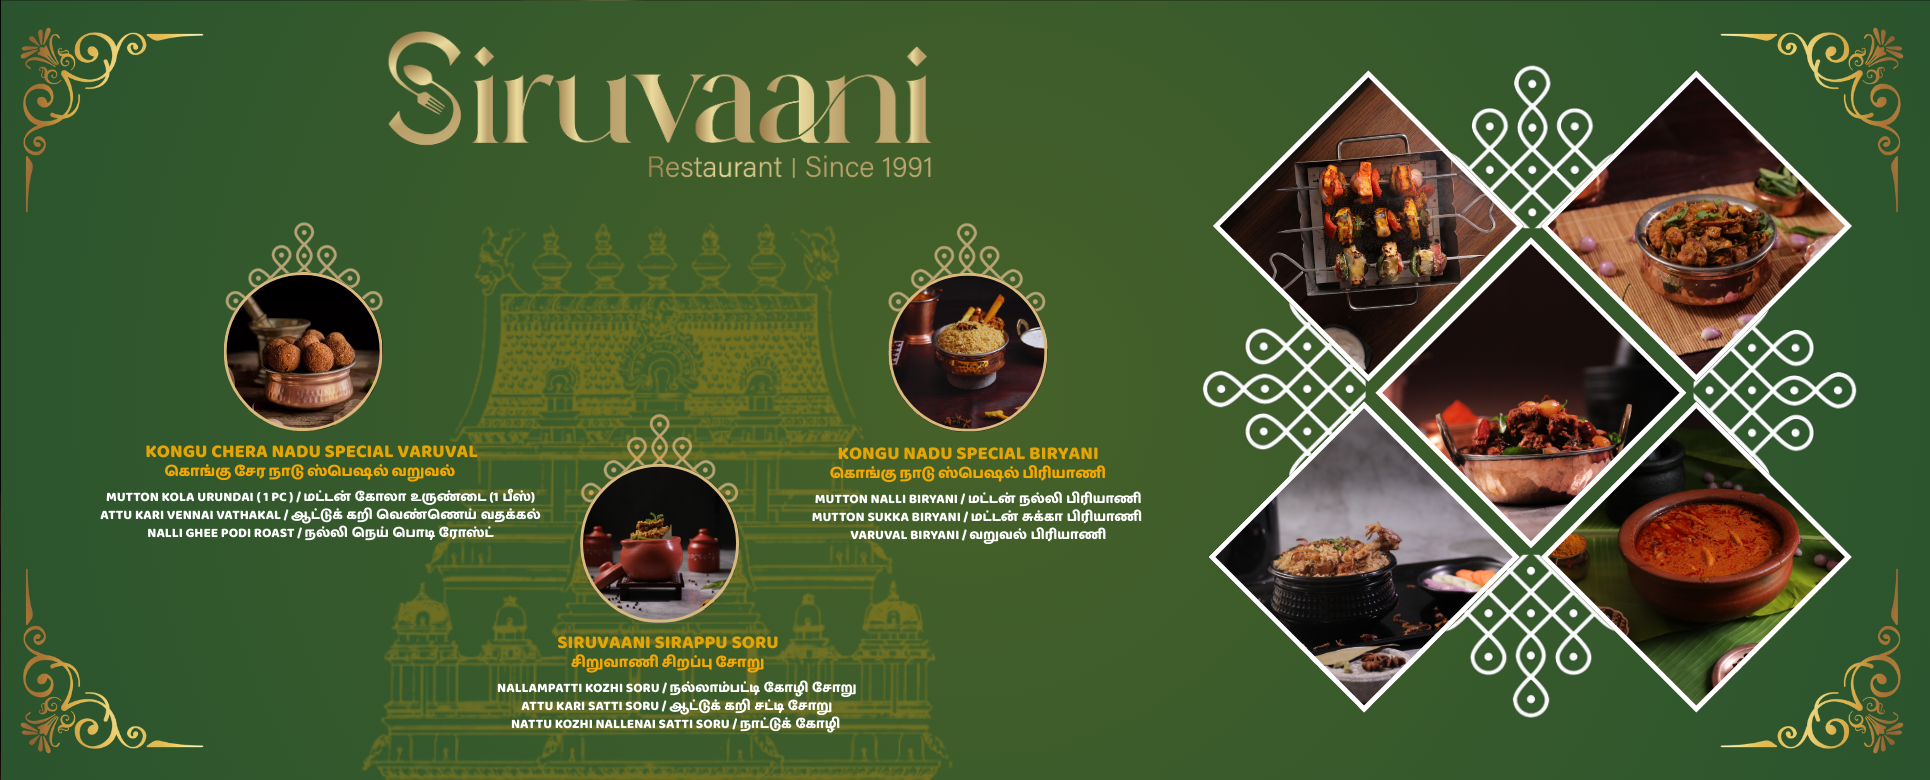 Siruvaani
Restaurant | Since 1991
KONGU CHERA NADU SPECIAL VARUVAL
கொங்கு சேர நாடு ஸ்பெஷல் வறுவல்
MUTTON KOLA URUNDAI ( 1 PC ) / மட்டன் கோலா உருண்டை (1 பீஸ்)
ATTU KARI VENNAI VATHAKAL / ஆட்டுக் கறி வெண்ணெய் வதக்கல்
NALLI GHEE PODI ROAST / நல்லி நெய் பொடி ரோஸ்ட்
KONGU NADU SPECIAL BIRYANI
கொங்கு நாடு ஸ்பெஷல் பிரியாணி
MUTTON NALLI BIRYANI / மட்டன் நல்லி பிரியாணி
MUTTON SUKKA BIRYANI / மட்டன் சுக்கா பிரியாணி
VARUVAL BIRYANI / வறுவல் பிரியாணி
SIRUVAANI SIRAPPU SORU
சிறுவாணி சிறப்பு சோறு
NALLAMPATTI KOZHI SORU / நல்லாம்பட்டி கோழி சோறு
ATTU KARI SATTI SORU / ஆட்டுக் கறி சட்டி சோறு
NATTU KOZHI NALLENAI SATTI SORU / நாட்டுக் கோழி